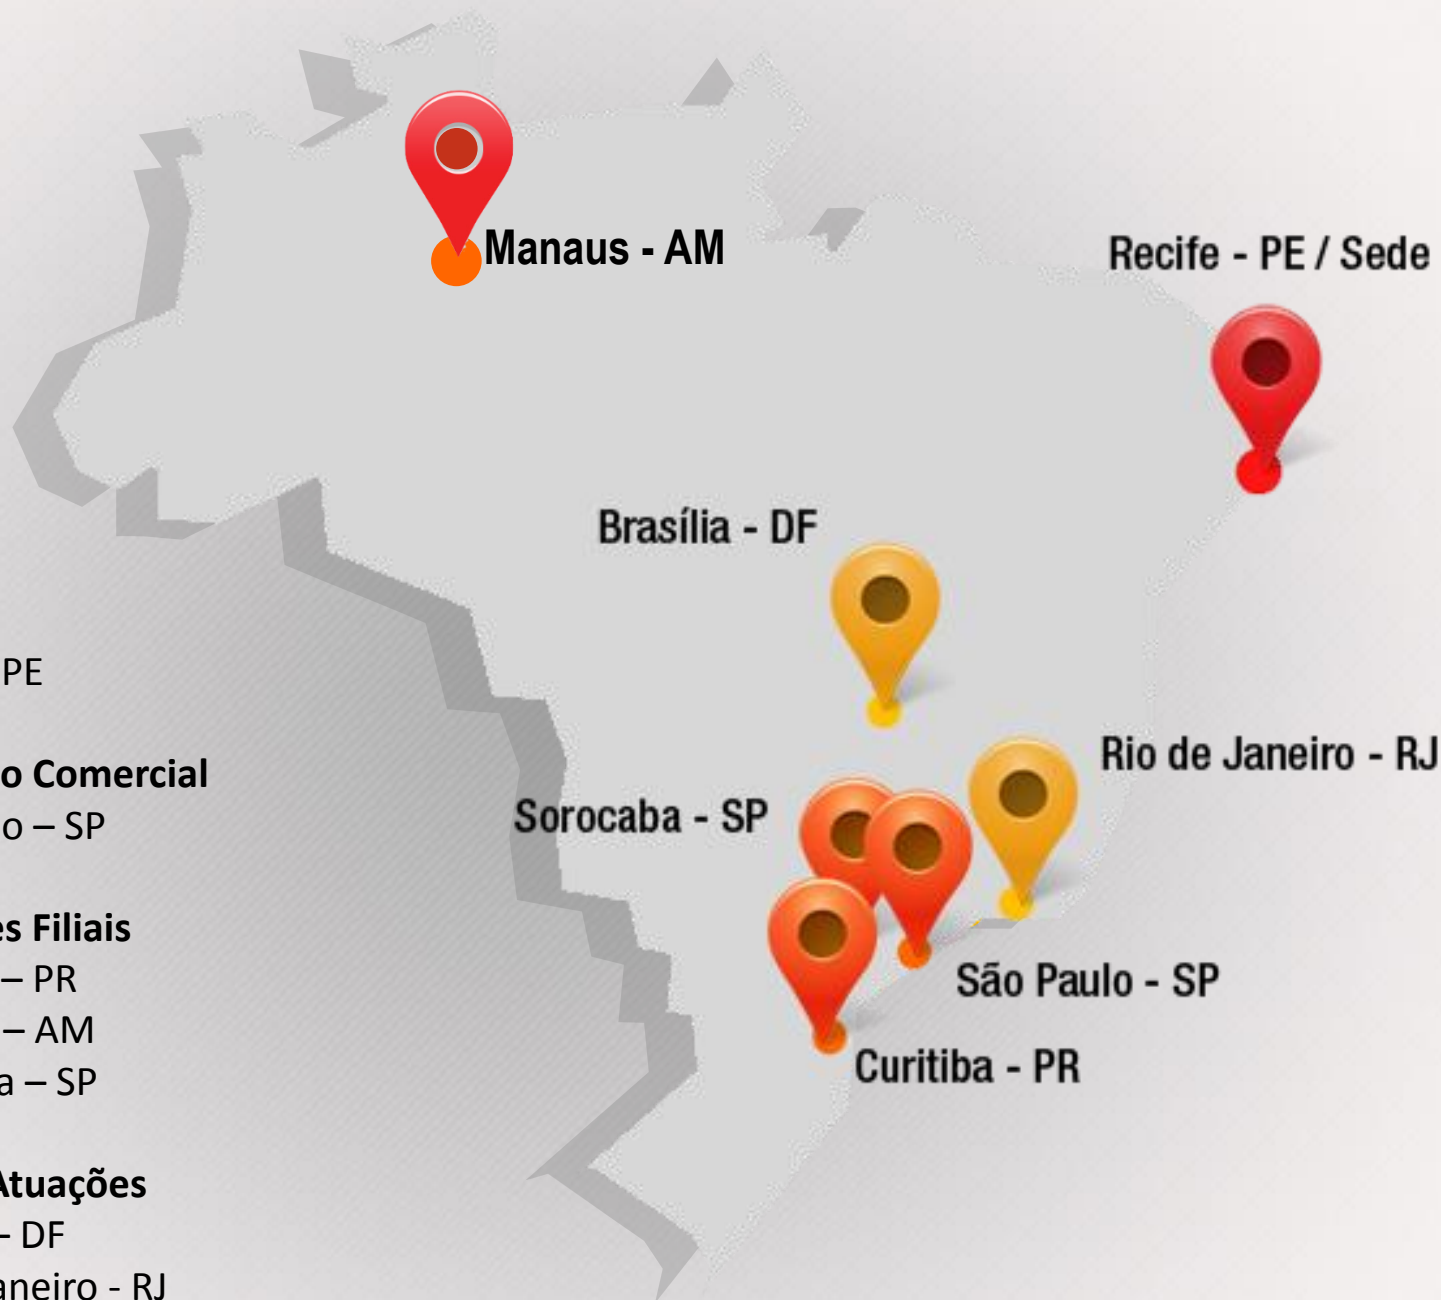 Manaus - AM
Recife - PE / Sede
Brasília - DF
Rio de Janeiro - RJ
Sorocaba - SP
São Paulo - SP
Curitiba - PR
PE
o Comercial
o – SP
es Filiais
– PR
– AM
a – SP
Atuações
– DF
aneiro - RJ